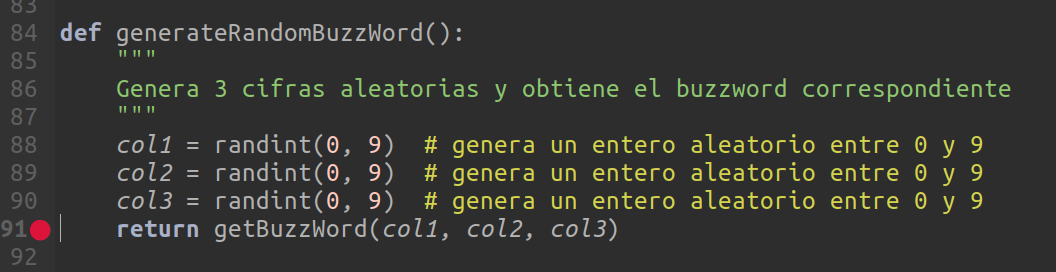 83
84 def generateRandomBuzzWord():
85     """
86     Genera 3 cifras aleatorias y obtiene el buzzword correspondiente
87     """
88     col1 = randint(0, 9)  # genera un entero aleatorio entre 0 y 9
89     col2 = randint(0, 9)  # genera un entero aleatorio entre 0 y 9
90     col3 = randint(0, 9)  # genera un entero aleatorio entre 0 y 9
91     return getBuzzWord(col1, col2, col3)
92